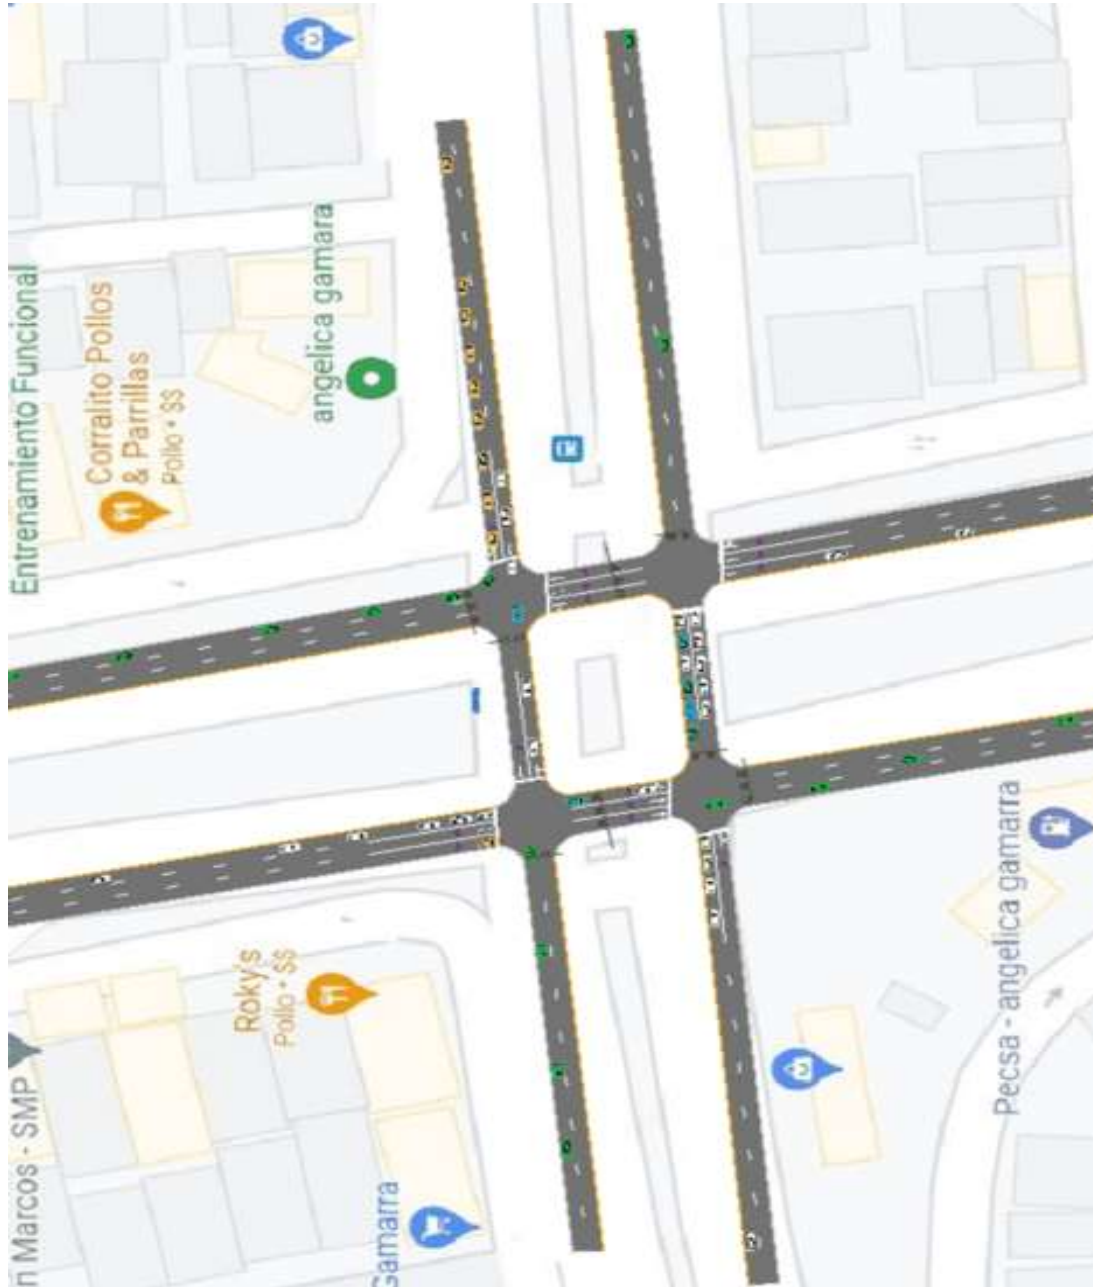 Entrenamiento Funcional
Corralito Pollos
& Parrillas
Pollo • $$
angelica gamara
Roky's
Pollo • $$
n Marcos - SMP
Gamarra
Pecsa - angelica gamarra